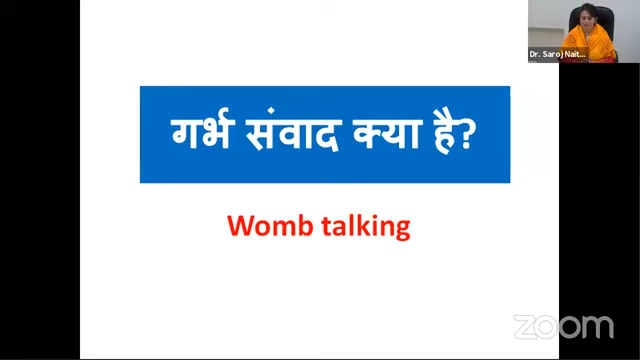 Dr. Saroj Nait...
गर्भ संवाद क्या है?
Womb talking
zoom